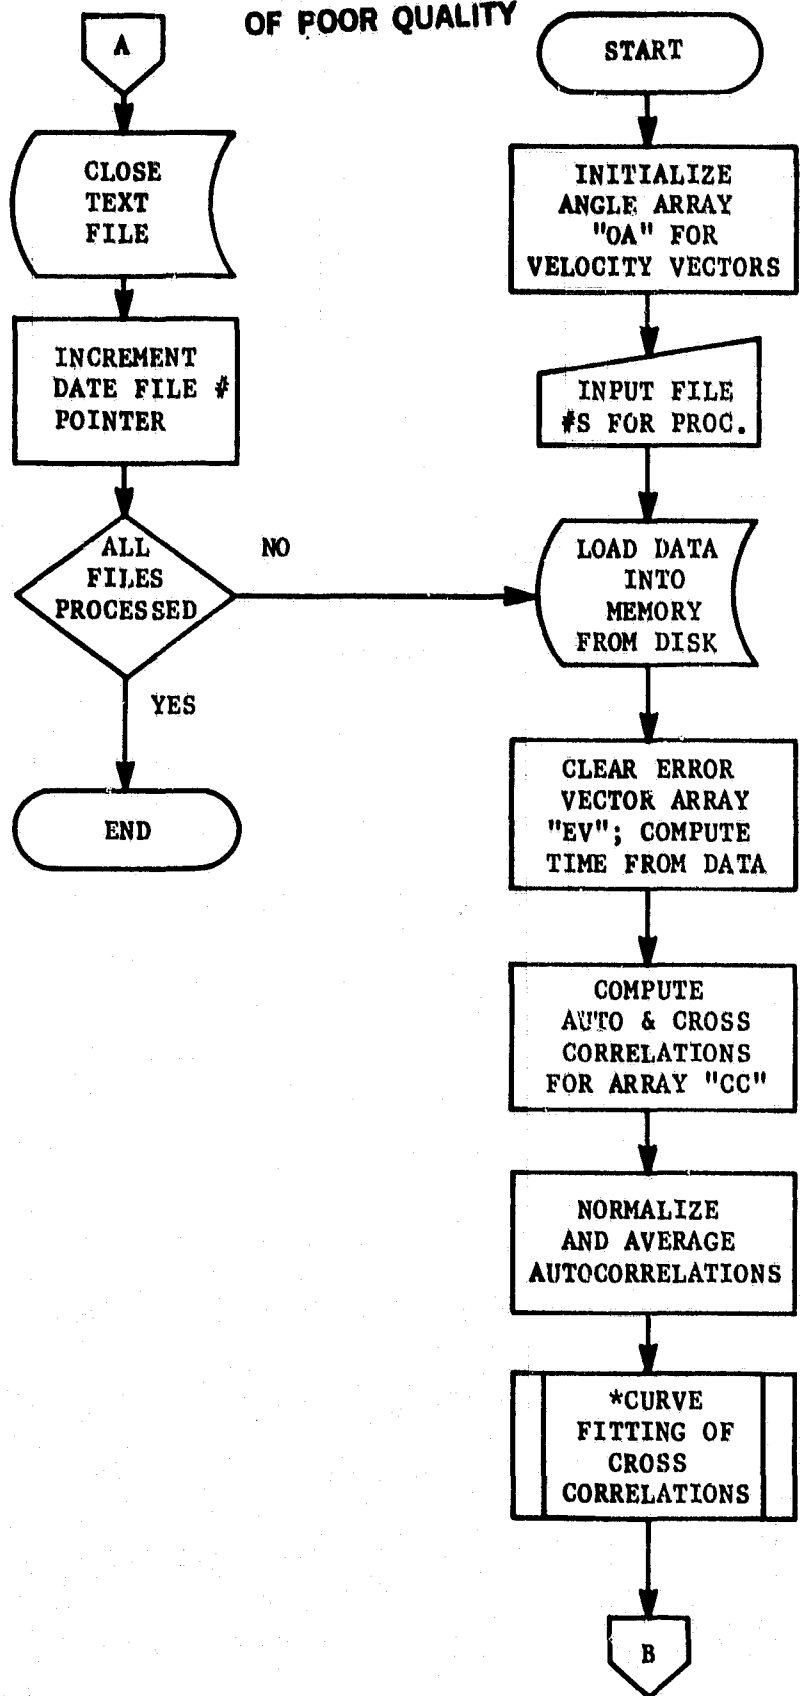 OF POOR QUALITY
A
CLOSE
TEXT
FILE
INCREMENT
DATE FILE #
POINTER
ALL
FILES
PROCESSED
NO
YES
END
START
INITIALIZE
ANGLE ARRAY
"OA" FOR
VELOCITY VECTORS
INPUT FILE
#S FOR PROC.
LOAD DATA
INTO
MEMORY
FROM DISK
CLEAR ERROR
VECTOR ARRAY
"EV"; COMPUTE
TIME FROM DATA
COMPUTE
AUTO & CROSS
CORRELATIONS
FOR ARRAY "CC"
NORMALIZE
AND AVERAGE
AUTOCORRELATIONS
*CURVE
FITTING OF
CROSS
CORRELATIONS
B